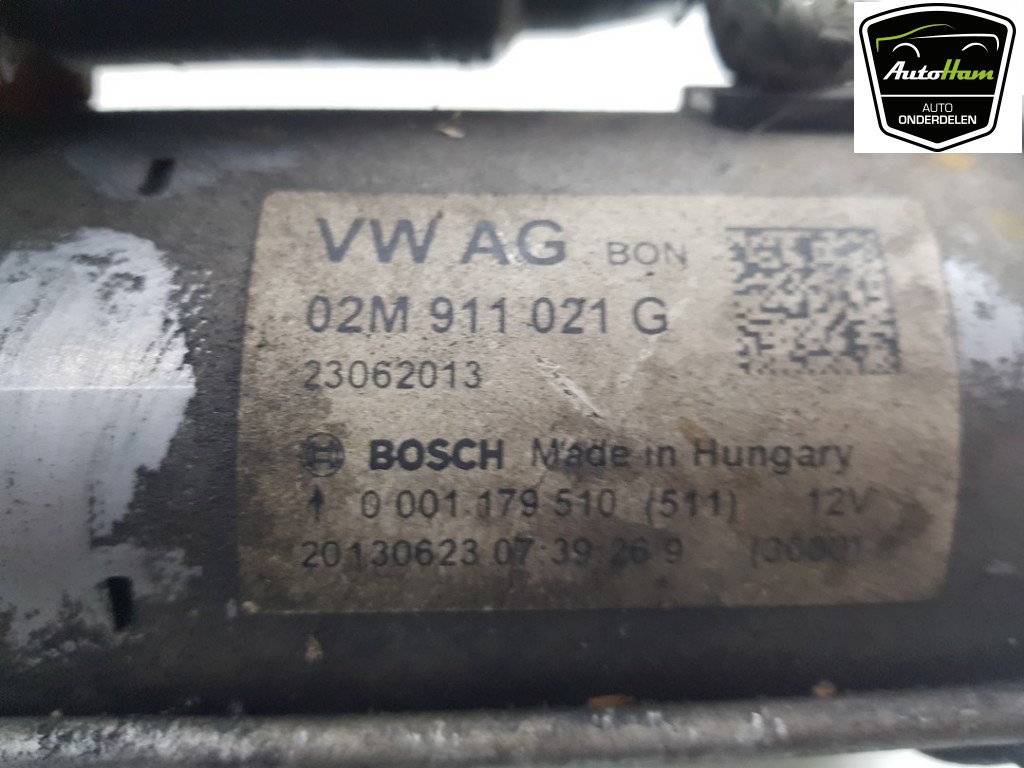 AutoHam
AUTO
ONDERDELEN
VW AG BON
02M 911 021 G
23062013
BOSCH Made in Hungary
0 001 179 510 (511) 12V
20130623 07 39 26 9